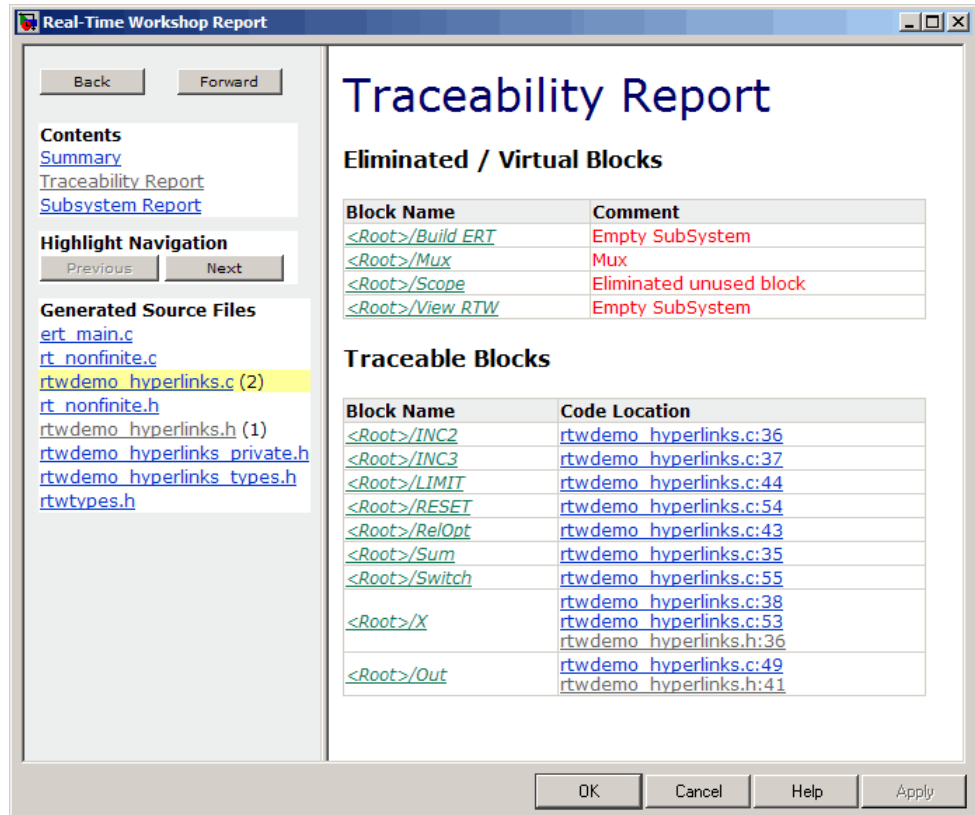 Real-Time Workshop Report
Back Forward
Contents
Summary
Traceability Report
Subsystem Report
Highlight Navigation
Previous Next
Generated Source Files
ert_main.c
rt_nonfinite.c
rtwdemo_hyperlinks.c (2)
rt_nonfinite.h
rtwdemo_hyperlinks.h (1)
rtwdemo_hyperlinks_private.h
rtwdemo_hyperlinks_types.h
rtwtypes.h
Traceability Report
Eliminated / Virtual Blocks
Block Name Comment
<Root>/Build ERT Empty SubSystem
<Root>/Mux Mux
<Root>/Scope Eliminated unused block
<Root>/View RTW Empty SubSystem
Traceable Blocks
Block Name Code Location
<Root>/INC2 rtwdemo_hyperlinks.c:36
<Root>/INC3 rtwdemo_hyperlinks.c:37
<Root>/LIMIT rtwdemo_hyperlinks.c:44
<Root>/RESET rtwdemo_hyperlinks.c:54
<Root>/RelOpt rtwdemo_hyperlinks.c:43
<Root>/Sum rtwdemo_hyperlinks.c:35
<Root>/Switch rtwdemo_hyperlinks.c:55
<Root>/X
rtwdemo_hyperlinks.c:38
rtwdemo_hyperlinks.c:53
rtwdemo_hyperlinks.h:36
<Root>/Out
rtwdemo_hyperlinks.c:49
rtwdemo_hyperlinks.h:41
OK Cancel Help Apply